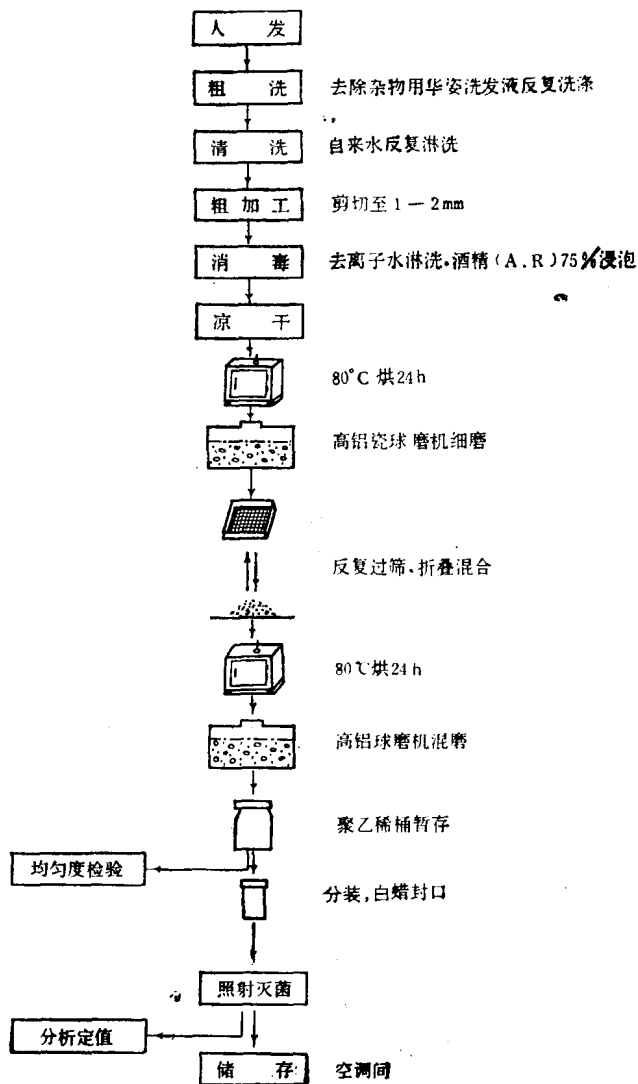 人 发
粗 洗 去除杂物用华姿洗发液反复洗涤
清 洗 自来水反复淋洗
粗加工 剪切至1—2mm
消 毒 去离子水淋洗.酒精(A.R)75%浸泡
凉 干
80°C 烘24h
高铝瓷球磨机细磨
反复过筛.折叠混合
80℃烘24h
高铝球磨机混磨
聚乙稀桶暂存
均匀度检验
分装,白蜡封口
照射灭菌
分析定值
储 存 空调间